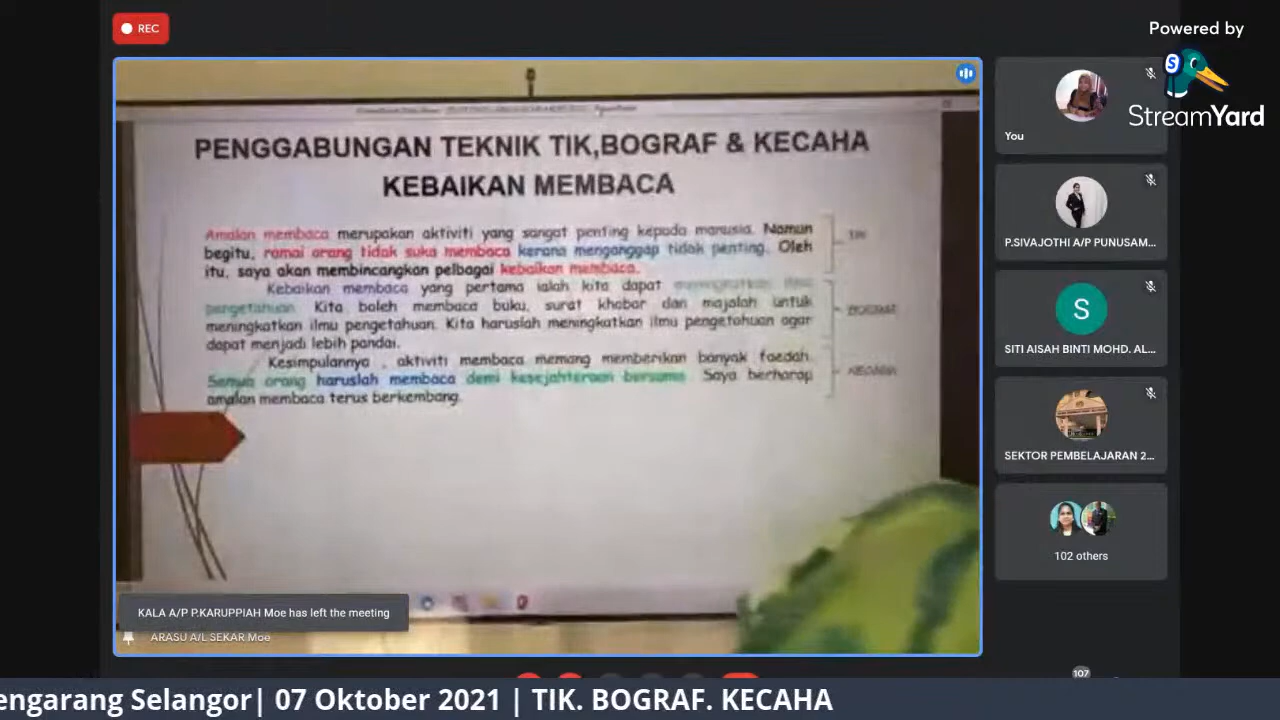 REC
Powered by
StreamYard
You
P.SIVAJOTHI A/P PUNUSAM...
S
SITI AISAH BINTI MOHD. AL...
SEKTOR PEMBELAJARAN 2...
102 others
PENGGABUNGAN TEKNIK TIK,BOGRAF & KECAHA
KEBAIKAN MEMBACA
Amalan membaca merupakan aktiviti yang sangat penting kepada manusia. Namun
begitu, ramai orang tidak suka membaca kerana menganggap tidak penting. Oleh
itu, saya akan membincangkan pelbagai kebaikan membaca.
TIK
Kebaikan membaca yang pertama ialah kita dapat meningkatkan ilmu
pengetahuan. Kita boleh membaca buku, surat khabar dan majalah untuk
meningkatkan ilmu pengetahuan. Kita haruslah meningkatkan ilmu pengetahuan agar
dapat menjadi lebih pandai.
BOGRAF
Kesimpulannya , aktiviti membaca memang memberikan banyak faedah.
Semua orang haruslah membaca demi kesejahteraan bersama. Saya berharap
amalan membaca terus berkembang.
KECAHA
KALA A/P P.KARUPPIAH Moe has left the meeting
ARASU A/L SEKAR Moe
107
engarang Selangor| 07 Oktober 2021 | TIK. BOGRAF. KECAHA